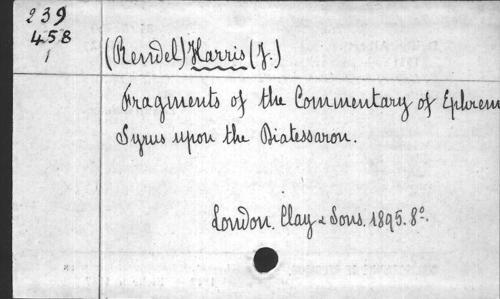 239
458
1
(Rendel) Harris (J.)
Fragments of the Commentary of Ephrem
Syrus upon the Diatessaron.
London. Clay & Sons. 1895. 8°.